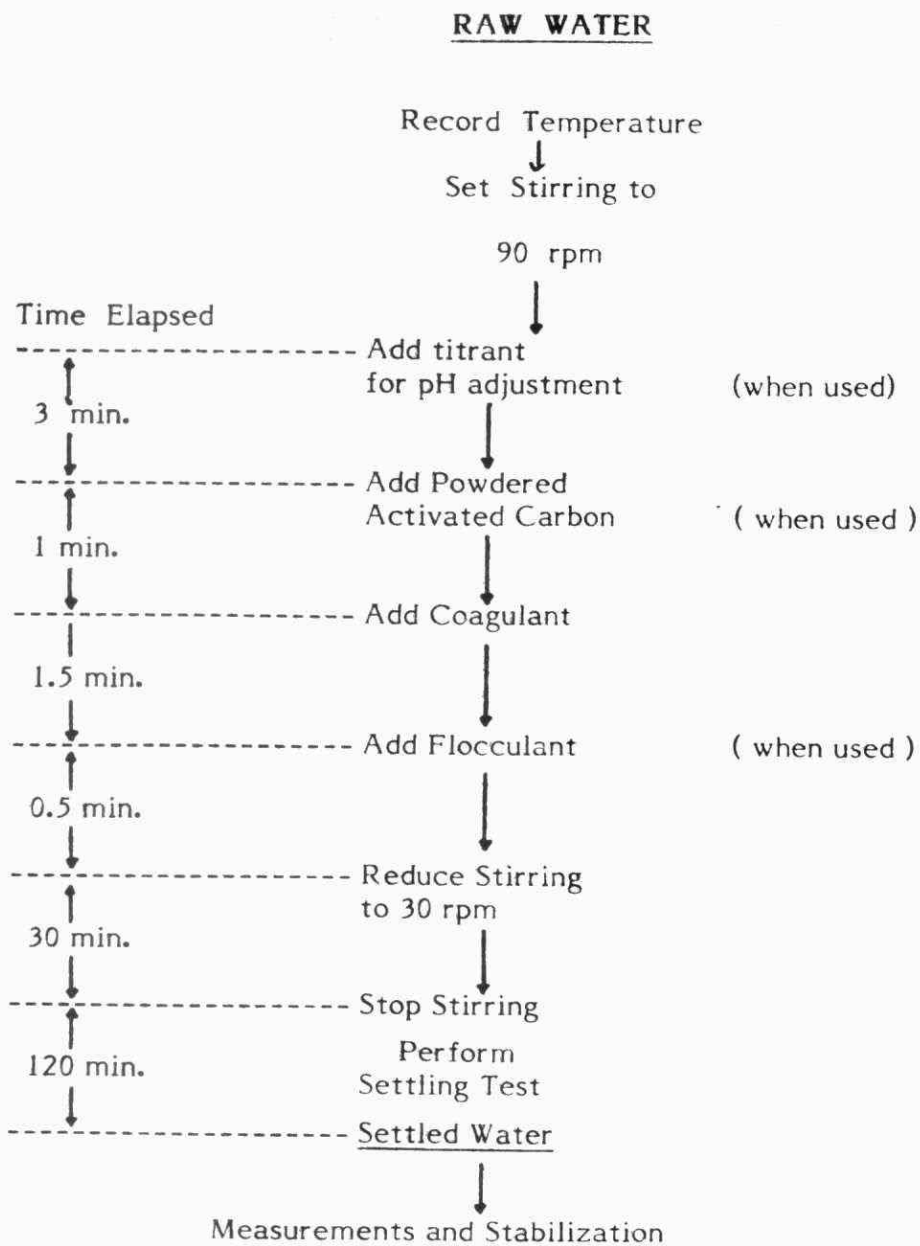 RAW WATER
Record Temperature
Set Stirring to
90 rpm
Time Elapsed
Add titrant
for pH adjustment (when used)
3 min.
Add Powdered
Activated Carbon ( when used )
1 min.
Add Coagulant
1.5 min.
Add Flocculant ( when used )
0.5 min.
Reduce Stirring
to 30 rpm
30 min.
Stop Stirring
120 min.
Perform
Settling Test
Settled Water
Measurements and Stabilization